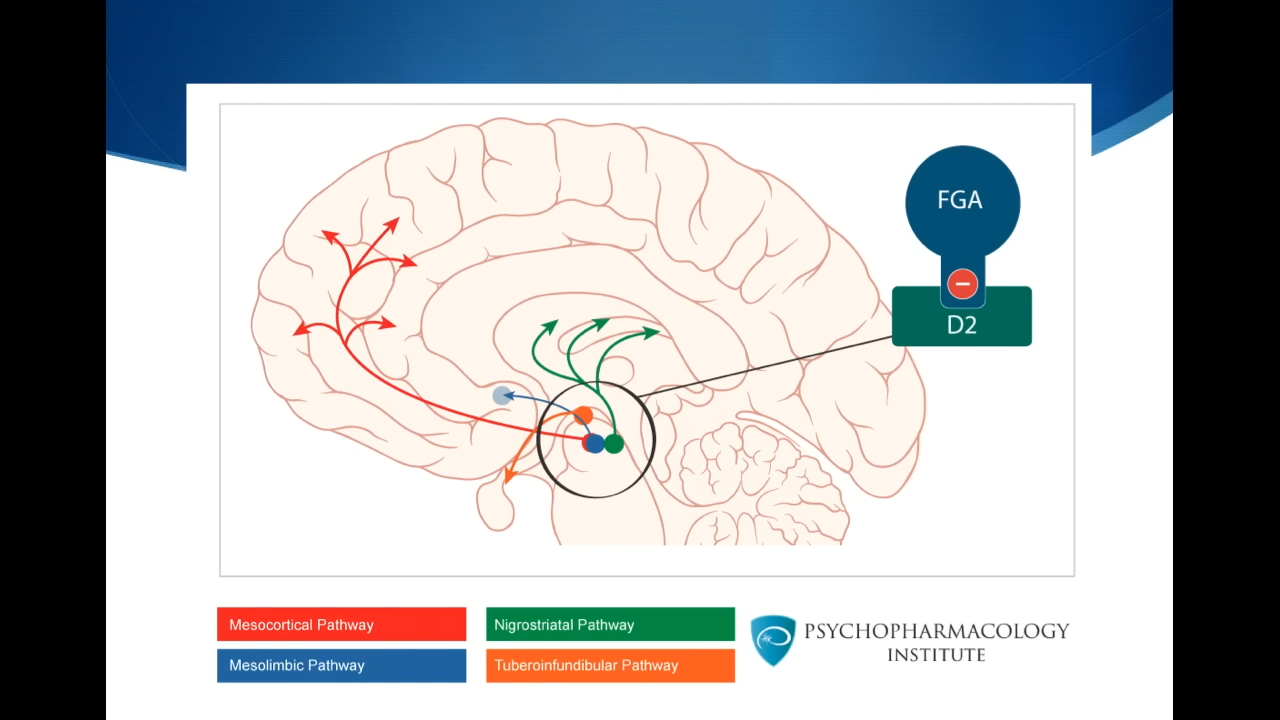 FGA
D2
Mesocortical Pathway
Nigrostriatal Pathway
Mesolimbic Pathway
Tuberoinfundibular Pathway
PSYCHOPHARMACOLOGY
INSTITUTE